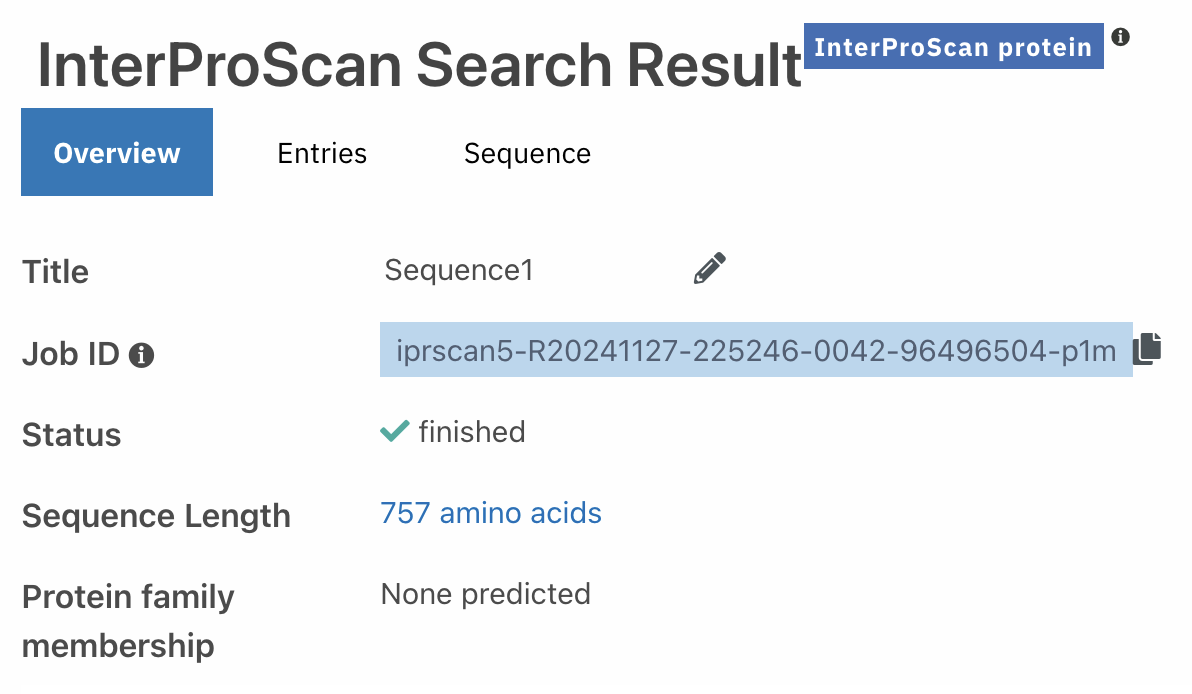 InterProScan Search Result InterProScan protein
Overview Entries Sequence
Title Sequence1
Job ID iprscan5-R20241127-225246-0042-96496504-p1m
Status finished
Sequence Length 757 amino acids
Protein family None predicted
membership